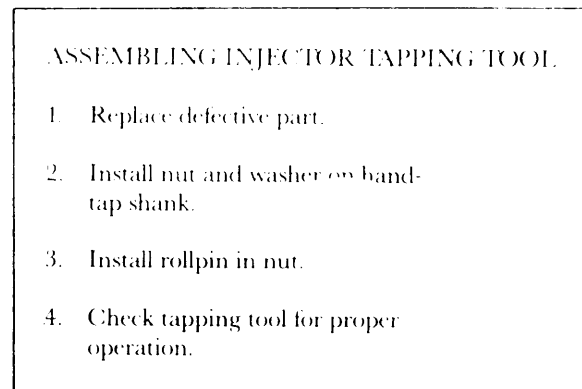 ASSEMBLING INJECTOR TAPPING TOOL
1. Replace defective part.
2. Install nut and washer on hand-
tap shank.
3. Install rollpin in nut.
4. Check tapping tool for proper
operation.